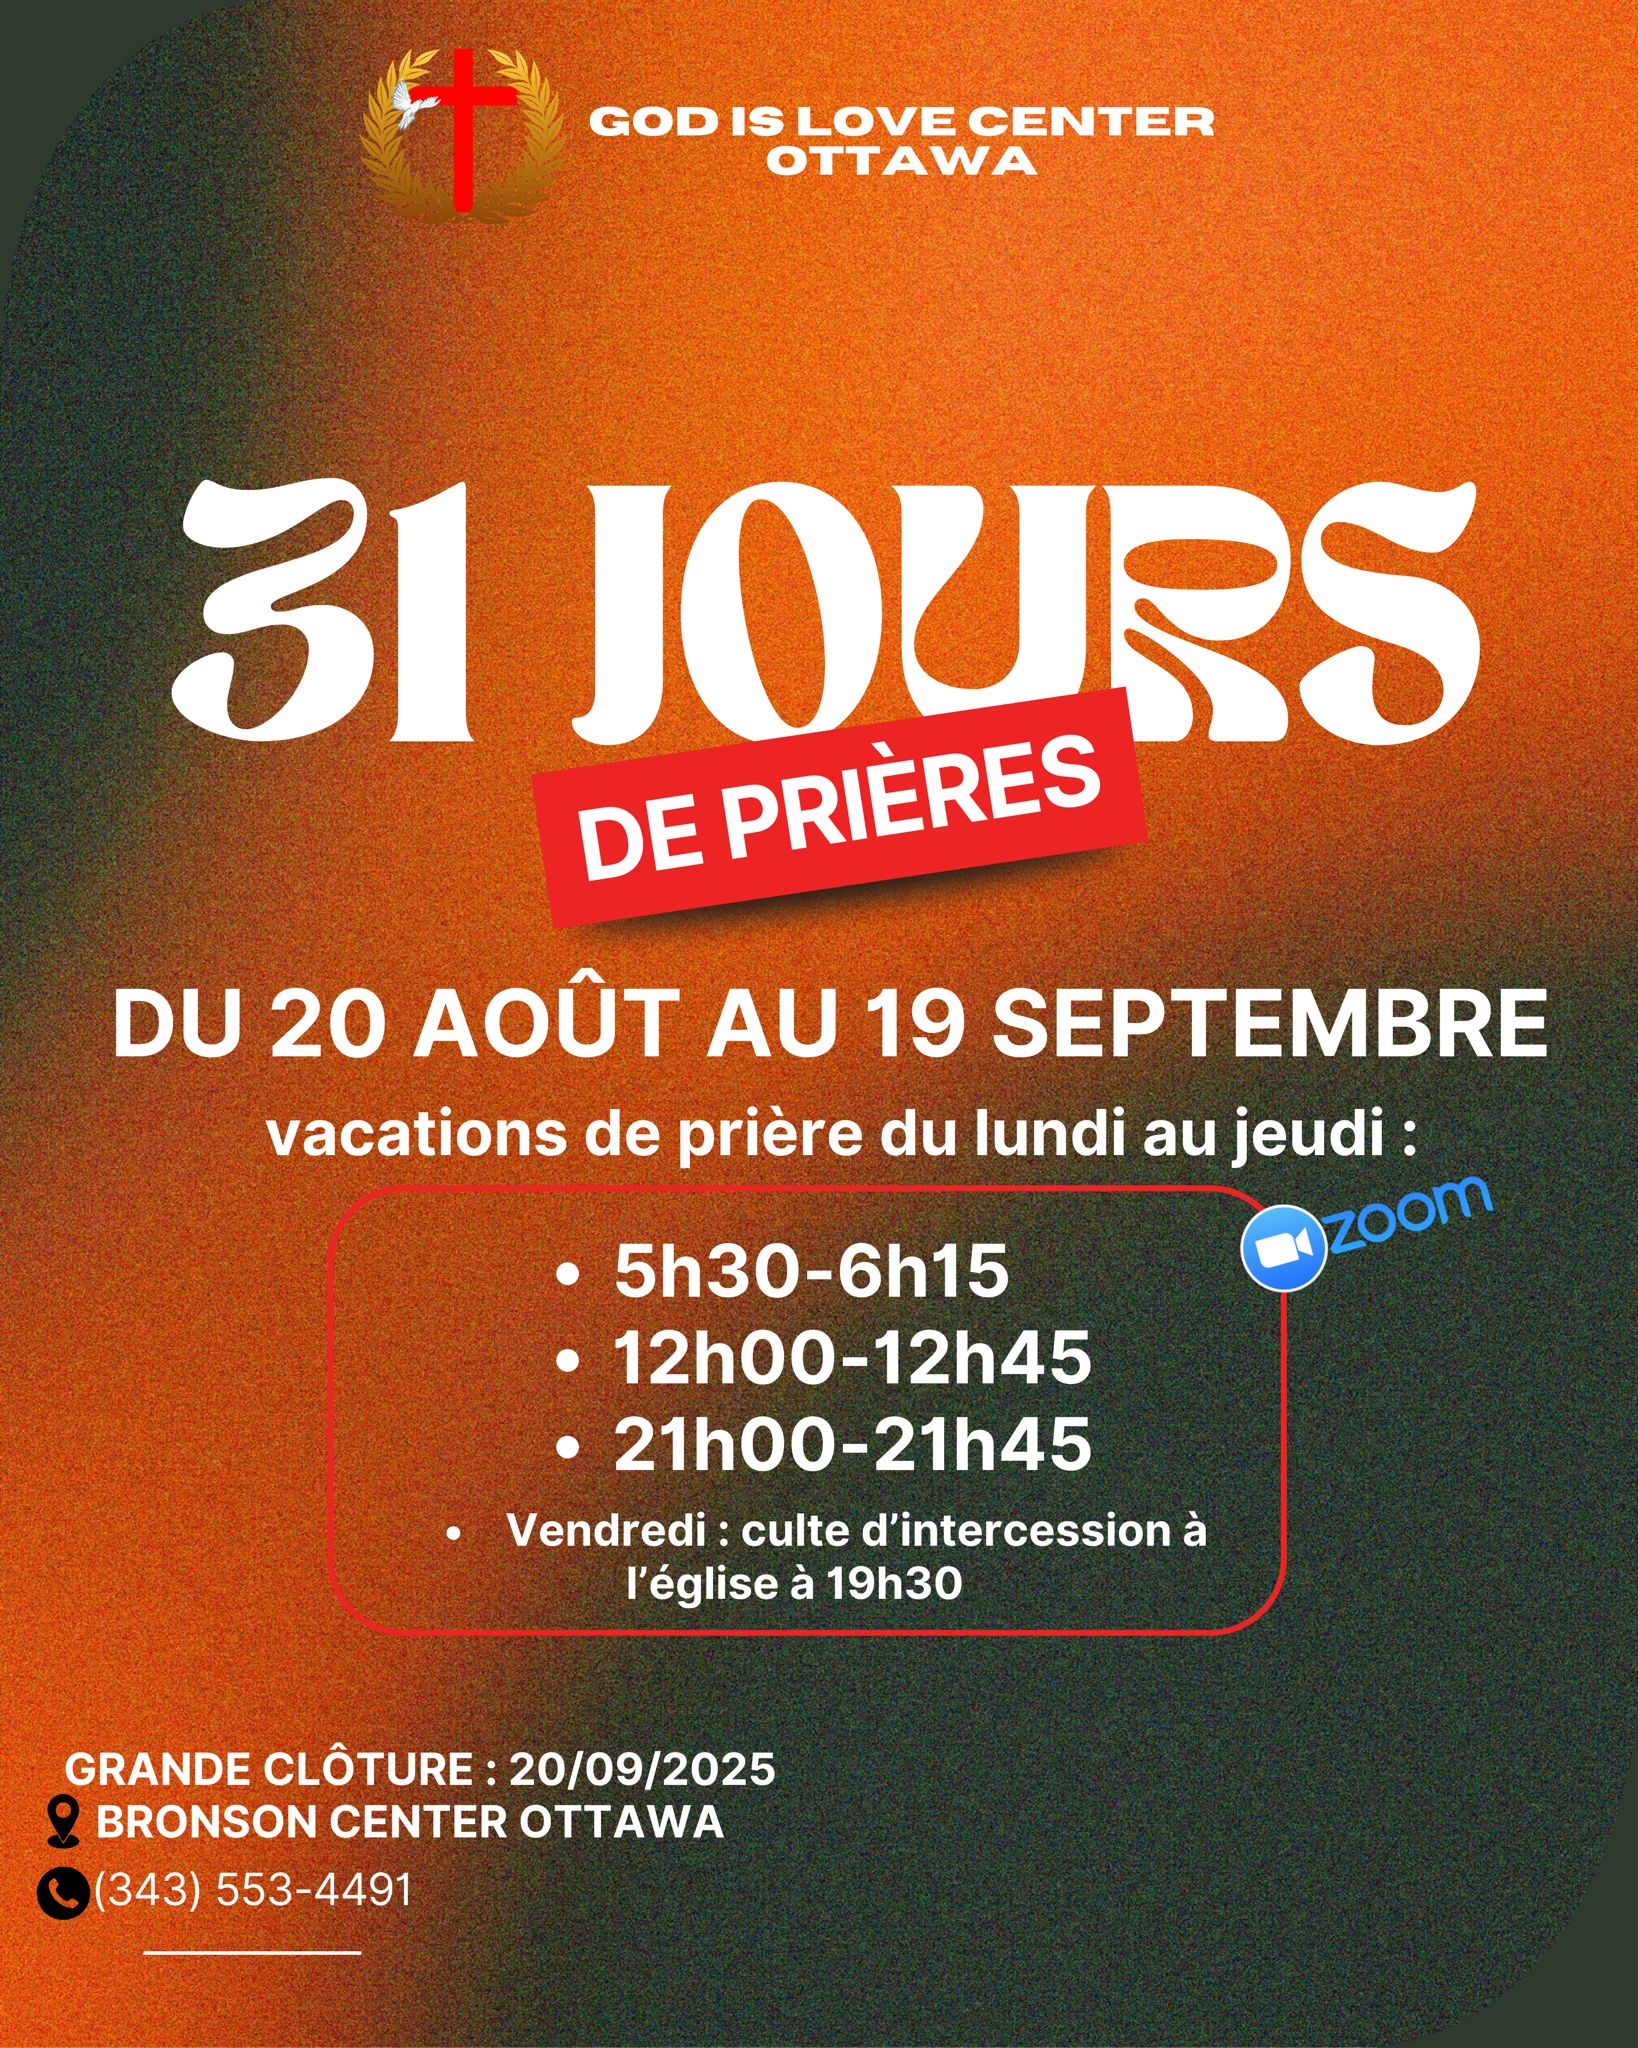 GOD IS LOVE CENTER
OTTAWA
31 JOURS
DE PRIÈRES
DU 20 AOÛT AU 19 SEPTEMBRE
vacations de prière du lundi au jeudi :
zoom
• 5h30-6h15
• 12h00-12h45
• 21h00-21h45
• Vendredi : culte d’intercession à
l’église à 19h30
GRANDE CLÔTURE : 20/09/2025
BRONSON CENTER OTTAWA
(343) 553-4491